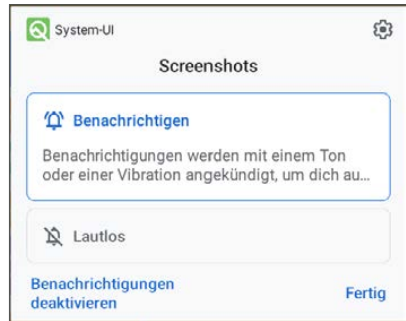 System-UI
Screenshots
Benachrichtigen
Benachrichtigungen werden mit einem Ton
oder einer Vibration angekündigt, um dich au...
Lautlos
Benachrichtigungen
deaktivieren
Fertig